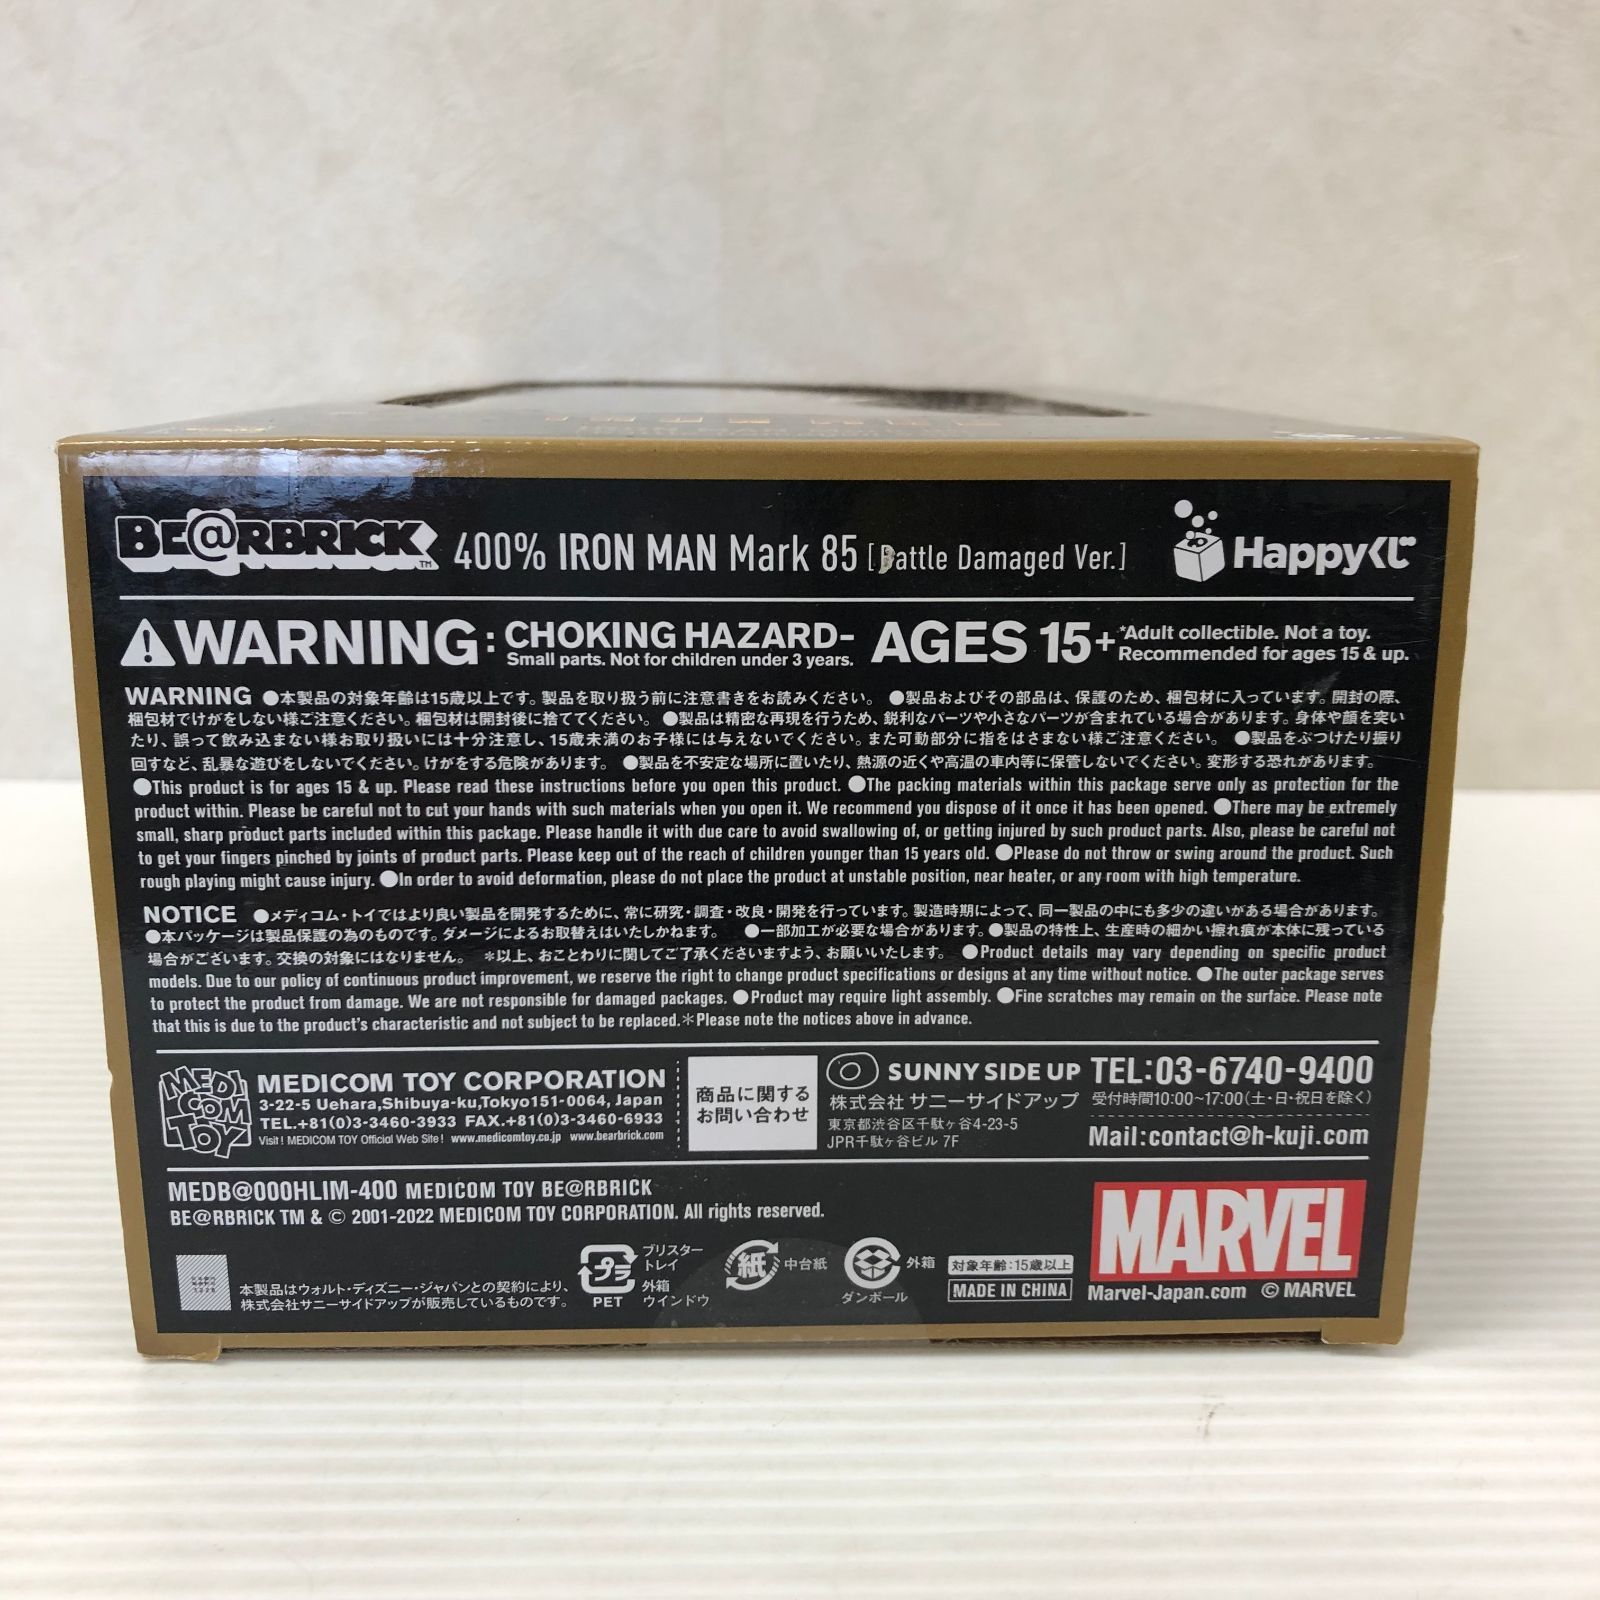 BE@RBRICK TM 400% IRON MAN Mark 85 [Battle Damaged Ver.] Happyくじ
WARNING: CHOKING HAZARD- AGES 15+ *Adult collectible. Not a toy.
Small parts. Not for children under 3 years. Recommended for ages 15 & up.
WARNING ●本製品の対象年齢は15歳以上です。製品を取り扱う前に注意書きをお読みください。 ●製品およびその部品は、保護のため、梱包材に入っています。開封の際、
梱包材でけがをしない様ご注意ください。梱包材は開封後に捨ててください。 ●製品は精密な再現を行うため、鋭利なパーツや小さなパーツが含まれている場合があります。身体や顔を突い
たり、誤って飲み込まない様お取り扱いには十分注意し、15歳未満のお子様には与えないでください。また可動部分に指をはさまない様ご注意ください。 ●製品をぶつけたり振り
回すなど、乱暴な遊びをしないでください。けがをする危険があります。 ●製品を不安定な場所に置いたり、熱源の近くや高温の車内等に保管しないでください。変形する恐れがあります。
●This product is for ages 15 & up. Please read these instructions before you open this product. ●The packing materials within this package serve only as protection for the
product within. Please be careful not to cut your hands with such materials when you open it. We recommend you dispose of it once it has been opened. ●There may be extremely
small, sharp product parts included within this package. Please handle it with due care to avoid swallowing of, or getting injured by such product parts. Also, please be careful not
to get your fingers pinched by joints of product parts. Please keep out of the reach of children younger than 15 years old. ●Please do not throw or swing around the product. Such
rough playing might cause injury. ●In order to avoid deformation, please do not place the product at unstable position, near heater, or any room with high temperature.
NOTICE ●メディコム・トイではより良い製品を開発するために、常に研究・調査・改良・開発を行っています。製造時期によって、同一製品の中にも多少の違いがある場合があります。
●本パッケージは製品保護の為のものです。ダメージによるお取替えはいたしかねます。 ●一部加工が必要な場合があります。●製品の特性上、生産時の細かい擦れ痕が本体に残っている
場合がございます。交換の対象にはなりません。 ＊以上、おことわりに関してご了承くださいますよう、お願いいたします。 ●Product details may vary depending on specific product
models. Due to our policy of continuous product improvement, we reserve the right to change product specifications or designs at any time without notice. ●The outer package serves
to protect the product from damage. We are not responsible for damaged packages. ●Product may require light assembly. ●Fine scratches may remain on the surface. Please note
that this is due to the product's characteristic and not subject to be replaced.＊Please note the notices above in advance.
MEDI COM TOY
MEDICOM TOY CORPORATION
3-22-5 Uehara,Shibuya-ku,Tokyo151-0064, Japan
TEL.+81(0)3-3460-3933 FAX.+81(0)3-3460-6933
Visit! MEDICOM TOY Official Web Site! www.medicomtoy.co.jp www.bearbrick.com
商品に関する
お問い合わせ
SUNNY SIDE UP
株式会社 サニーサイドアップ
東京都渋谷区千駄ヶ谷4-23-5
JPR千駄ヶ谷ビル 7F
TEL:03-6740-9400
受付時間10:00~17:00(土・日・祝日を除く)
Mail:contact@h-kuji.com
MEDB@000HLIM-400 MEDICOM TOY BE@RBRICK
BE@RBRICK TM & © 2001-2022 MEDICOM TOY CORPORATION. All rights reserved.
本製品はウォルト・ディズニー・ジャパンとの契約により、
株式会社サニーサイドアップが販売しているものです。
プラ
PET
ブリスター
トレイ
外箱
ウインドウ
紙 中台紙
ダンボール
外箱
対象年齢:15歳以上
MADE IN CHINA
MARVEL
Marvel-Japan.com © MARVEL